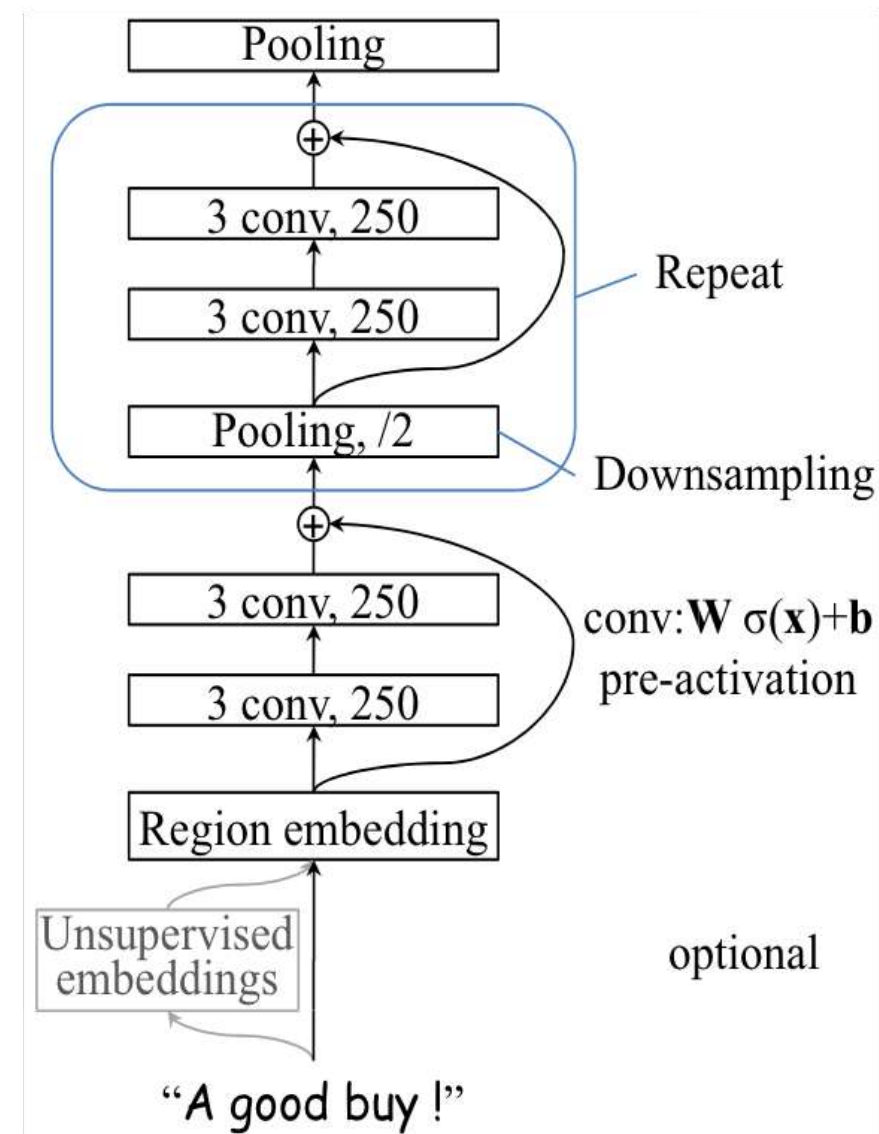 Pooling
3 conv, 250
Repeat
3 conv, 250
Pooling, /2
Downsampling
3 conv, 250
conv: W σ(x)+b
pre-activation
3 conv, 250
Region embedding
Unsupervised
embeddings
optional
“A good buy !”